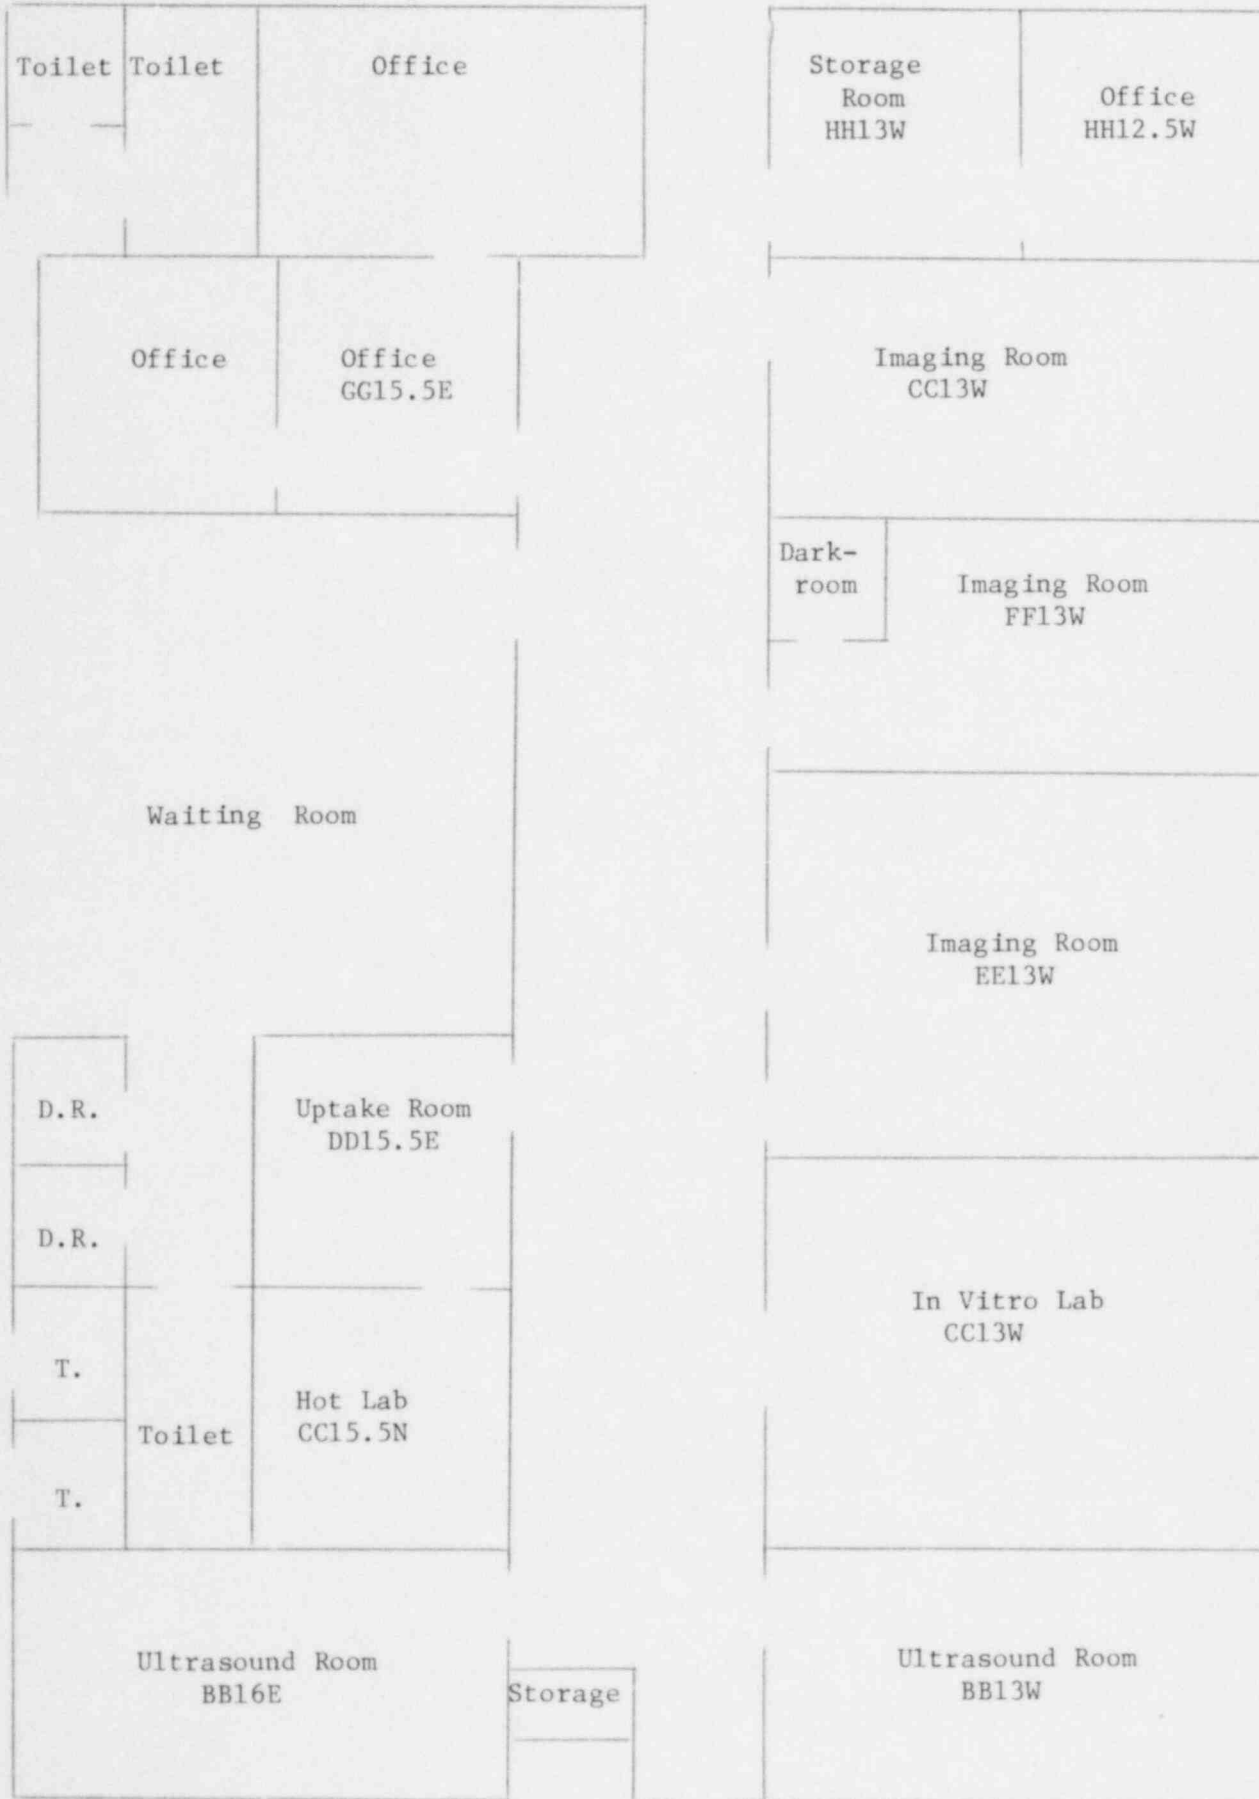 Toilet
Toilet
Office
Storage
Room
HH13W
Office
HH12.5W
Office
Office
GG15.5E
Imaging Room
CC13W
Dark-
room
Imaging Room
FF13W
Waiting Room
Imaging Room
EE13W
D.R.
Uptake Room
DD15.5E
D.R.
In Vitro Lab
CC13W
T.
Hot Lab
CC15.5N
Toilet
T.
Ultrasound Room
BB16E
Storage
Ultrasound Room
BB13W